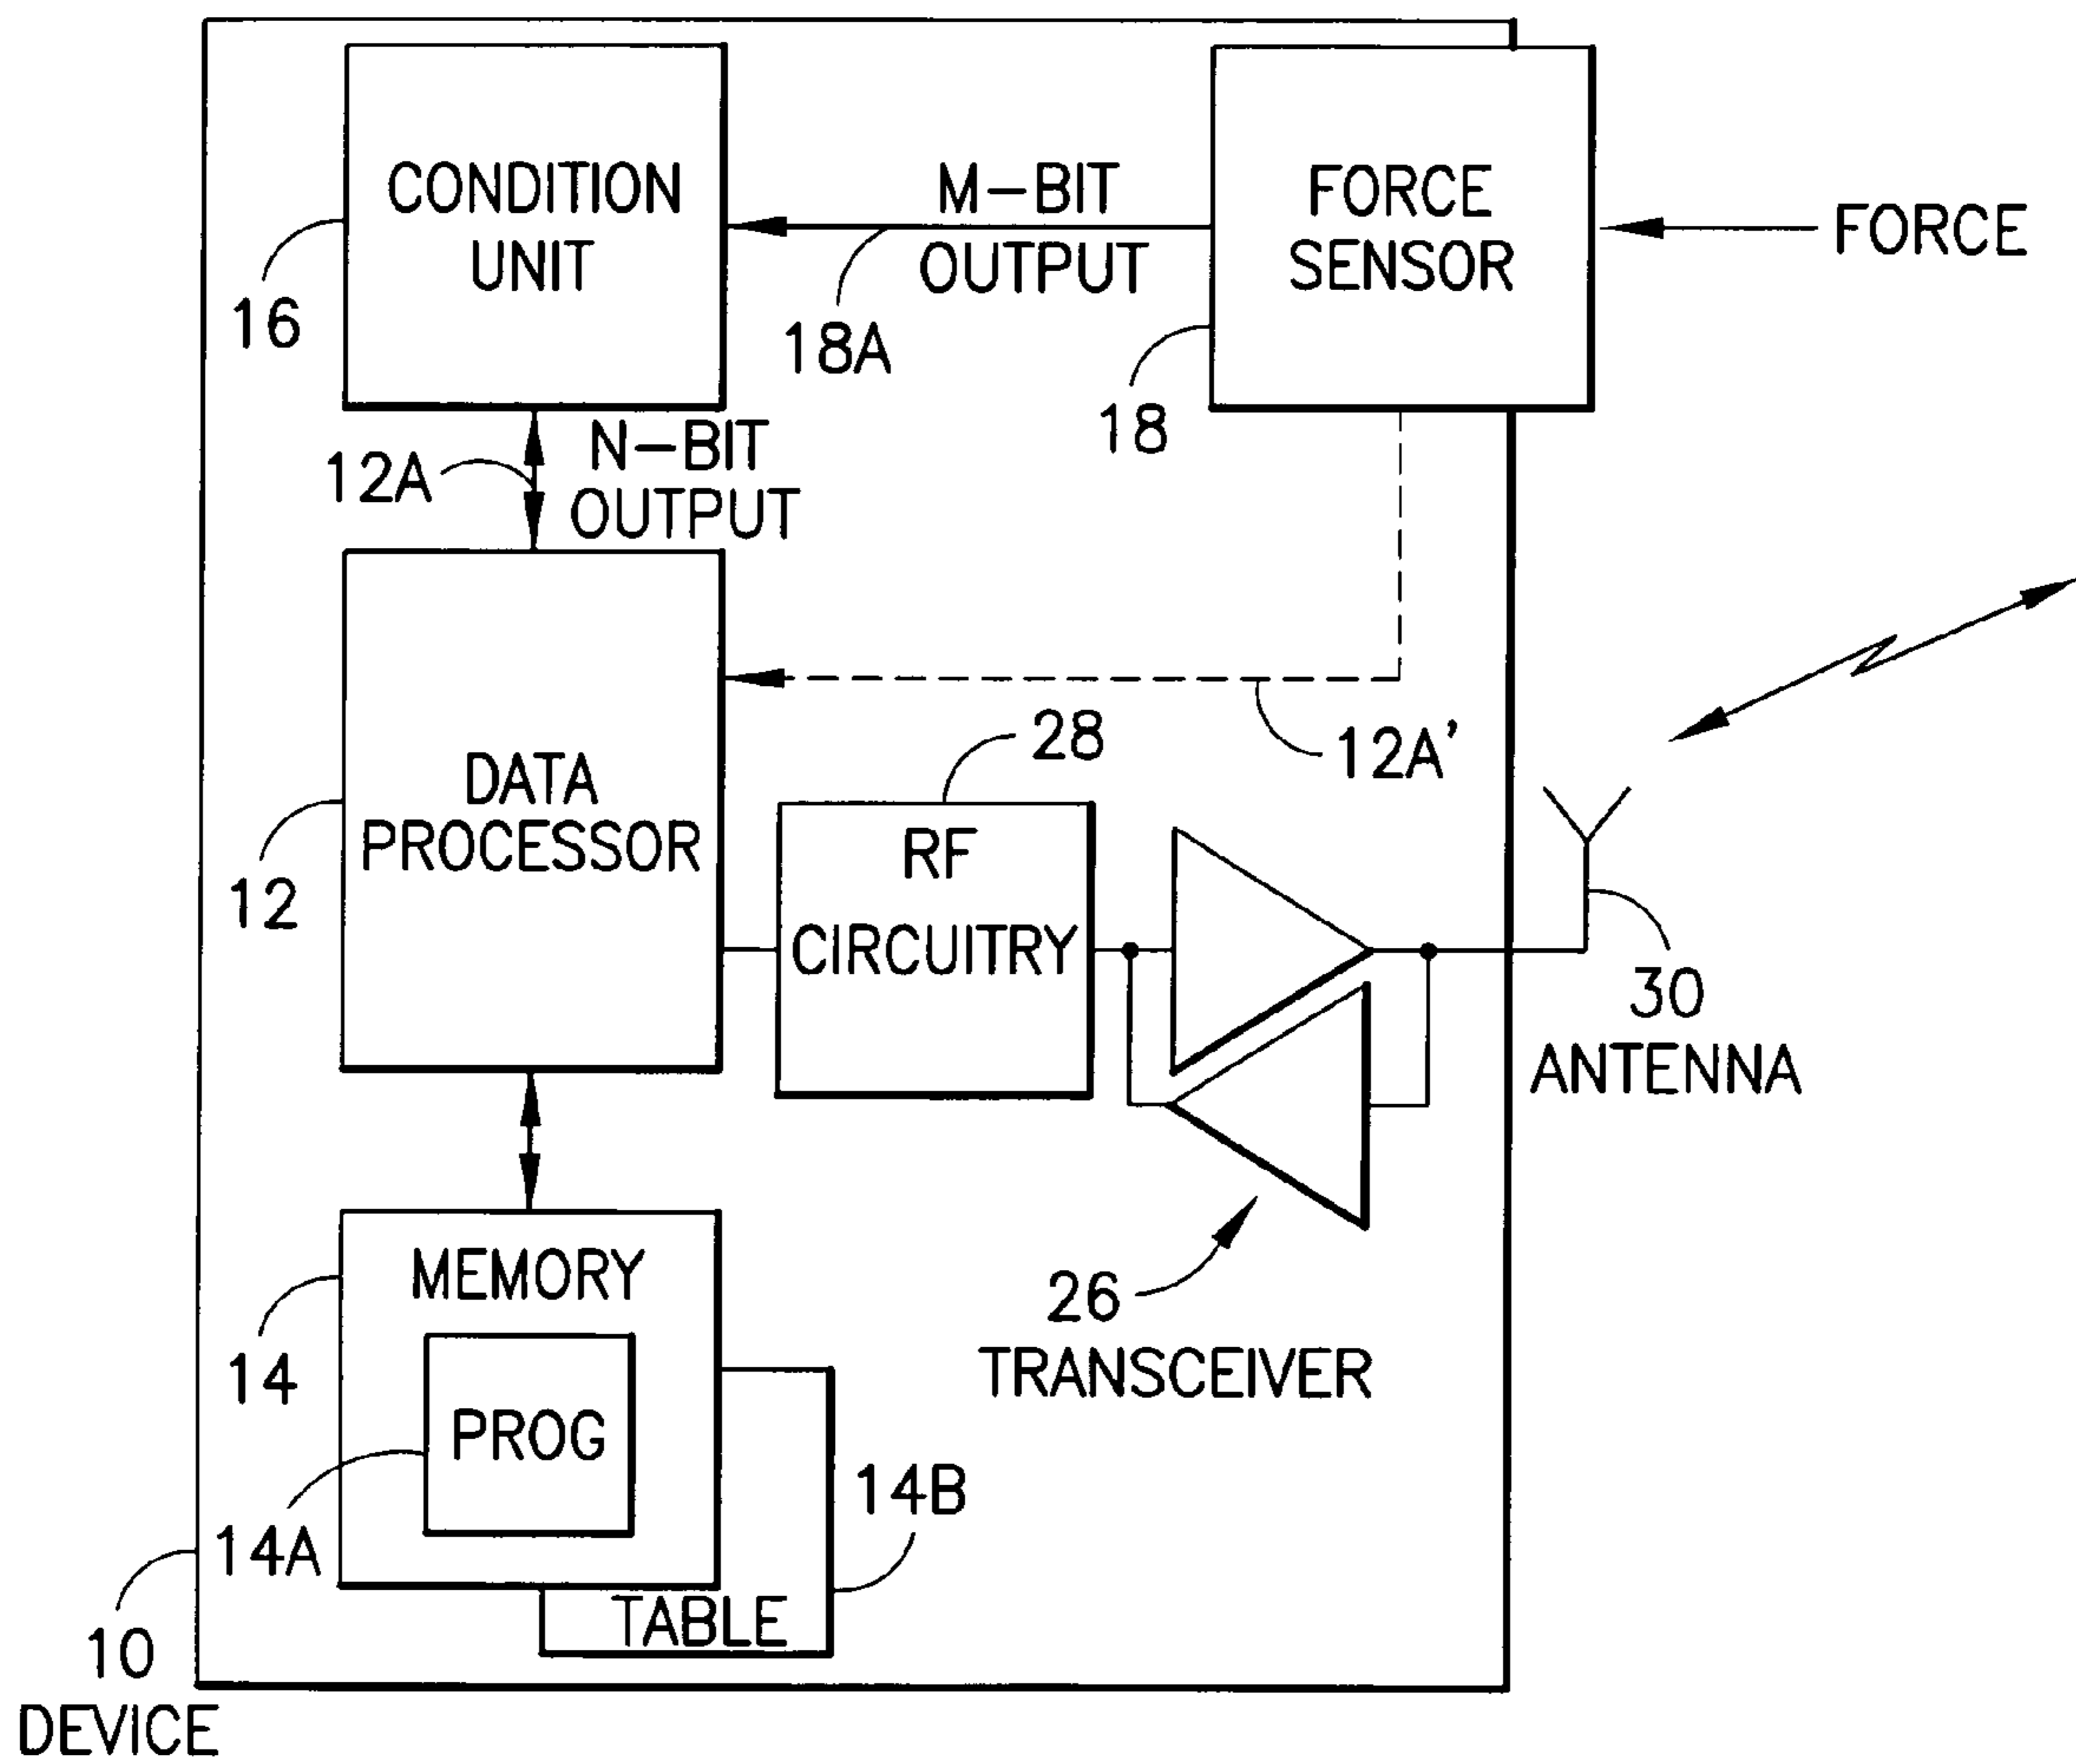 CONDITION
UNIT
16
M-BIT
OUTPUT
18A
FORCE
SENSOR
18
FORCE
12A
N-BIT
OUTPUT
DATA
PROCESSOR
12
12A'
28
RF
CIRCUITRY
30
ANTENNA
26
TRANSCEIVER
MEMORY
14
PROG
14A
14B
TABLE
10
DEVICE